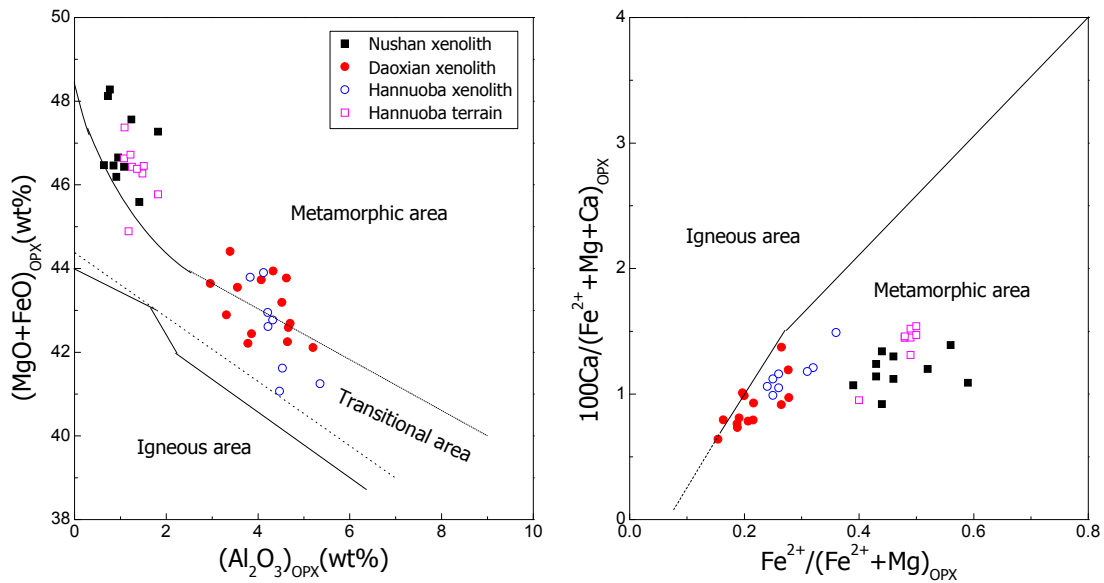 50
48
46
44
42
40
38
(MgO+FeO)OPX(wt%)
Nushan xenolith
Daoxian xenolith
Hannuoba xenolith
Hannuoba terrain
Metamorphic area
Transitional area
Igneous area
0 2 4 6 8 10
(Al2O3)OPX(wt%)
4
3
2
1
0
100Ca/(Fe2++Mg+Ca)OPX
Igneous area
Metamorphic area
0.0 0.2 0.4 0.6 0.8
Fe2+/(Fe2++Mg)OPX